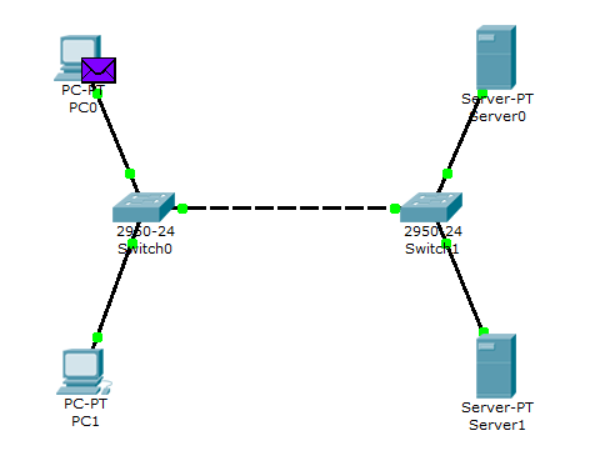 PC-PT
PC0
Server-PT
Server0
2950-24
Switch0
2950-24
Switch1
PC-PT
PC1
Server-PT
Server1